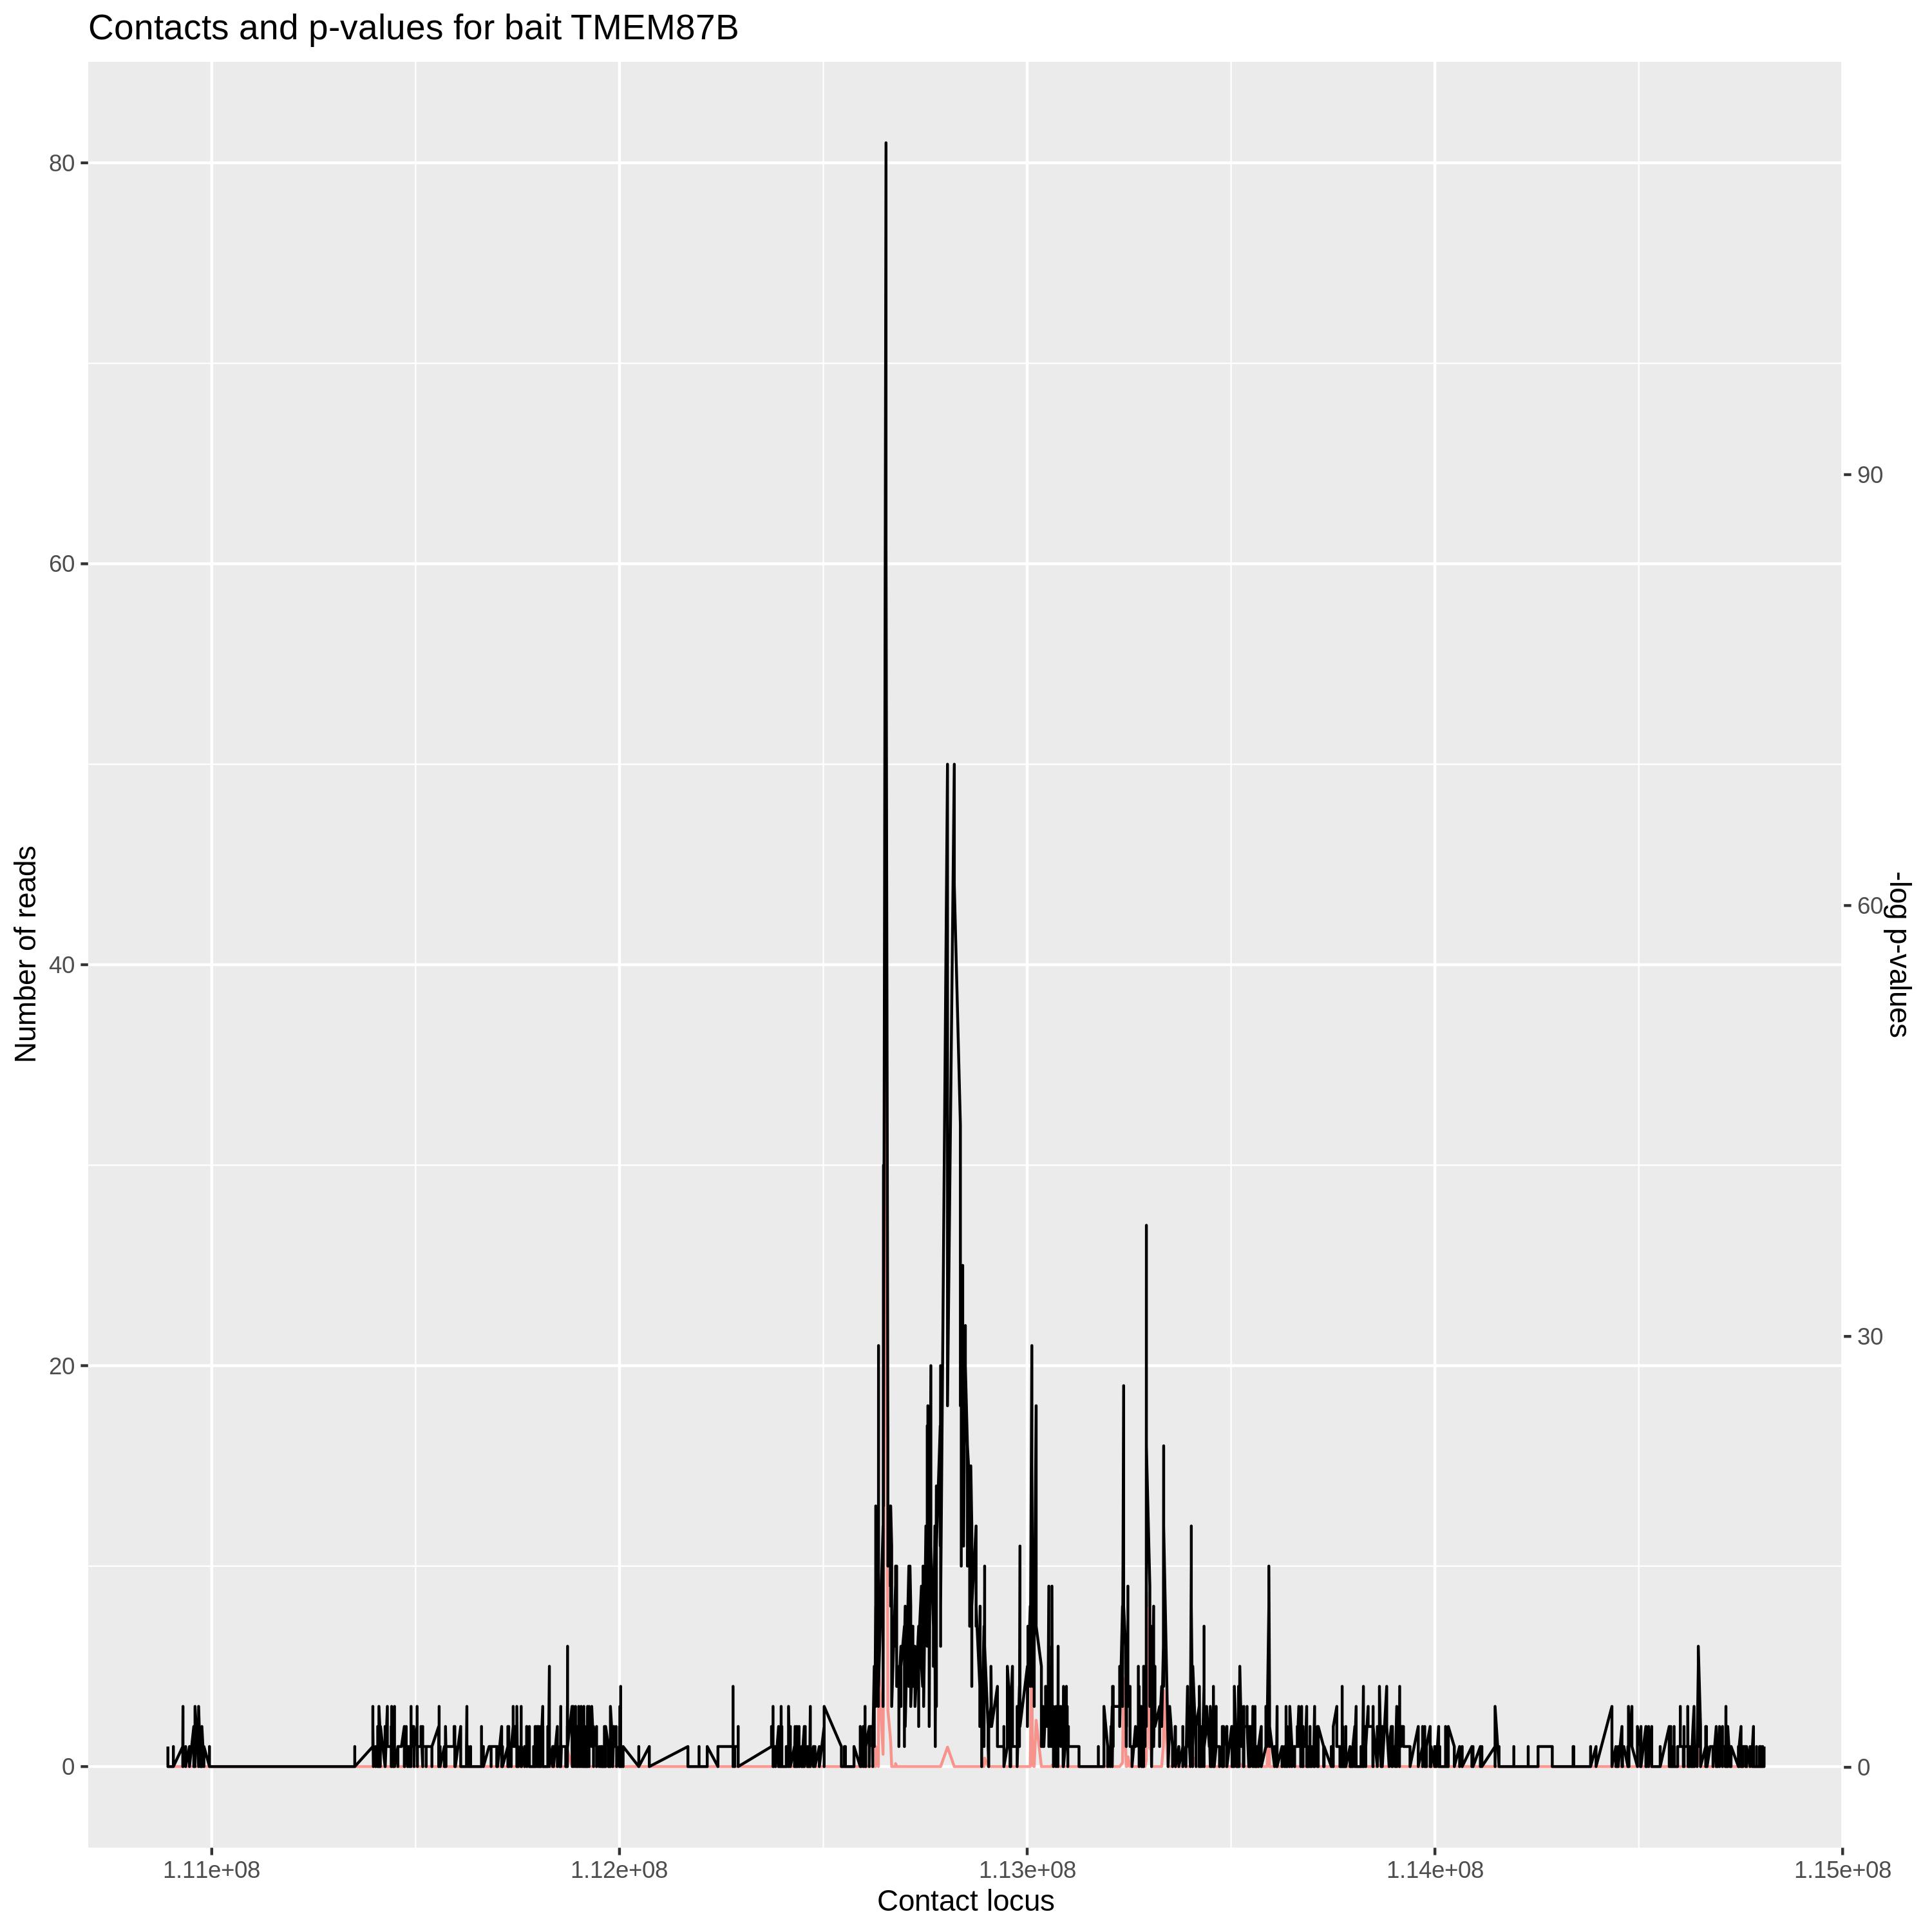 Contacts and p-values for bait TMEM87B
80
60
40
20
0
Number of reads
90
60
30
0
-log p-values
1.11e+08 1.12e+08 1.13e+08 1.14e+08 1.15e+08
Contact locus